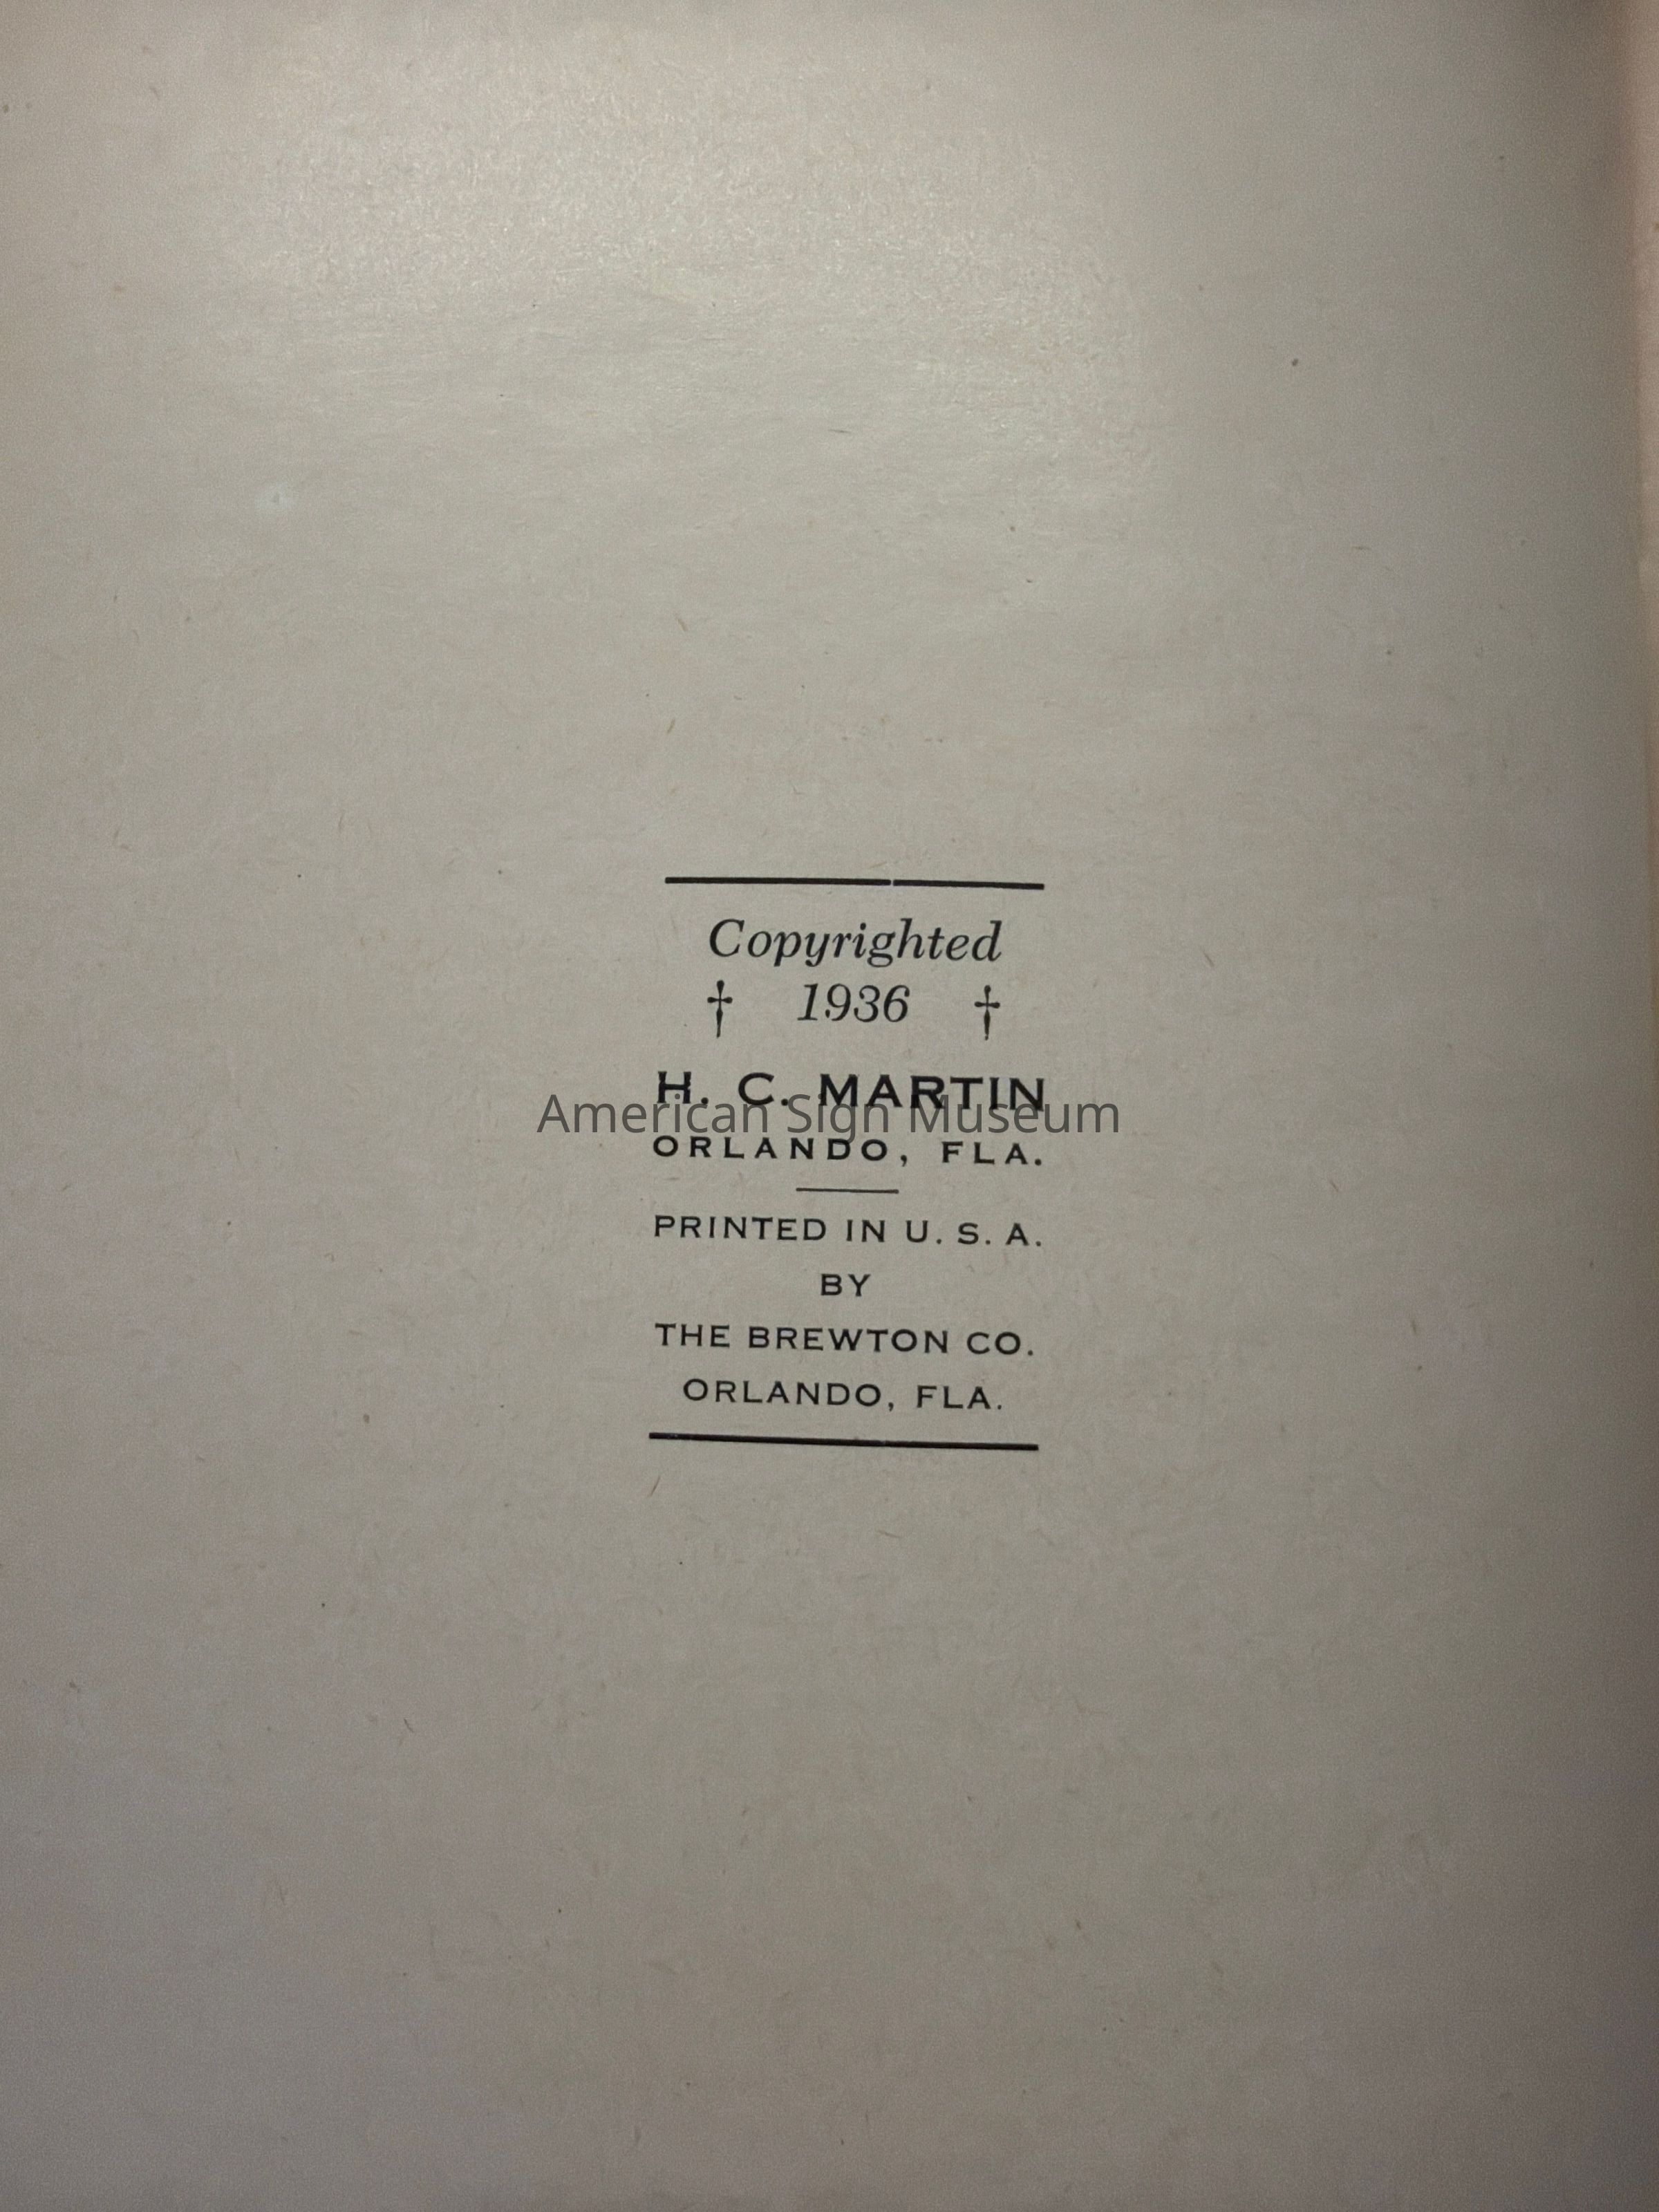 Copyrighted
† 1936 †
H. C. MARTIN
American Sign Museum
ORLANDO, FLA.
PRINTED IN U. S. A.
BY
THE BREWTON CO.
ORLANDO, FLA.